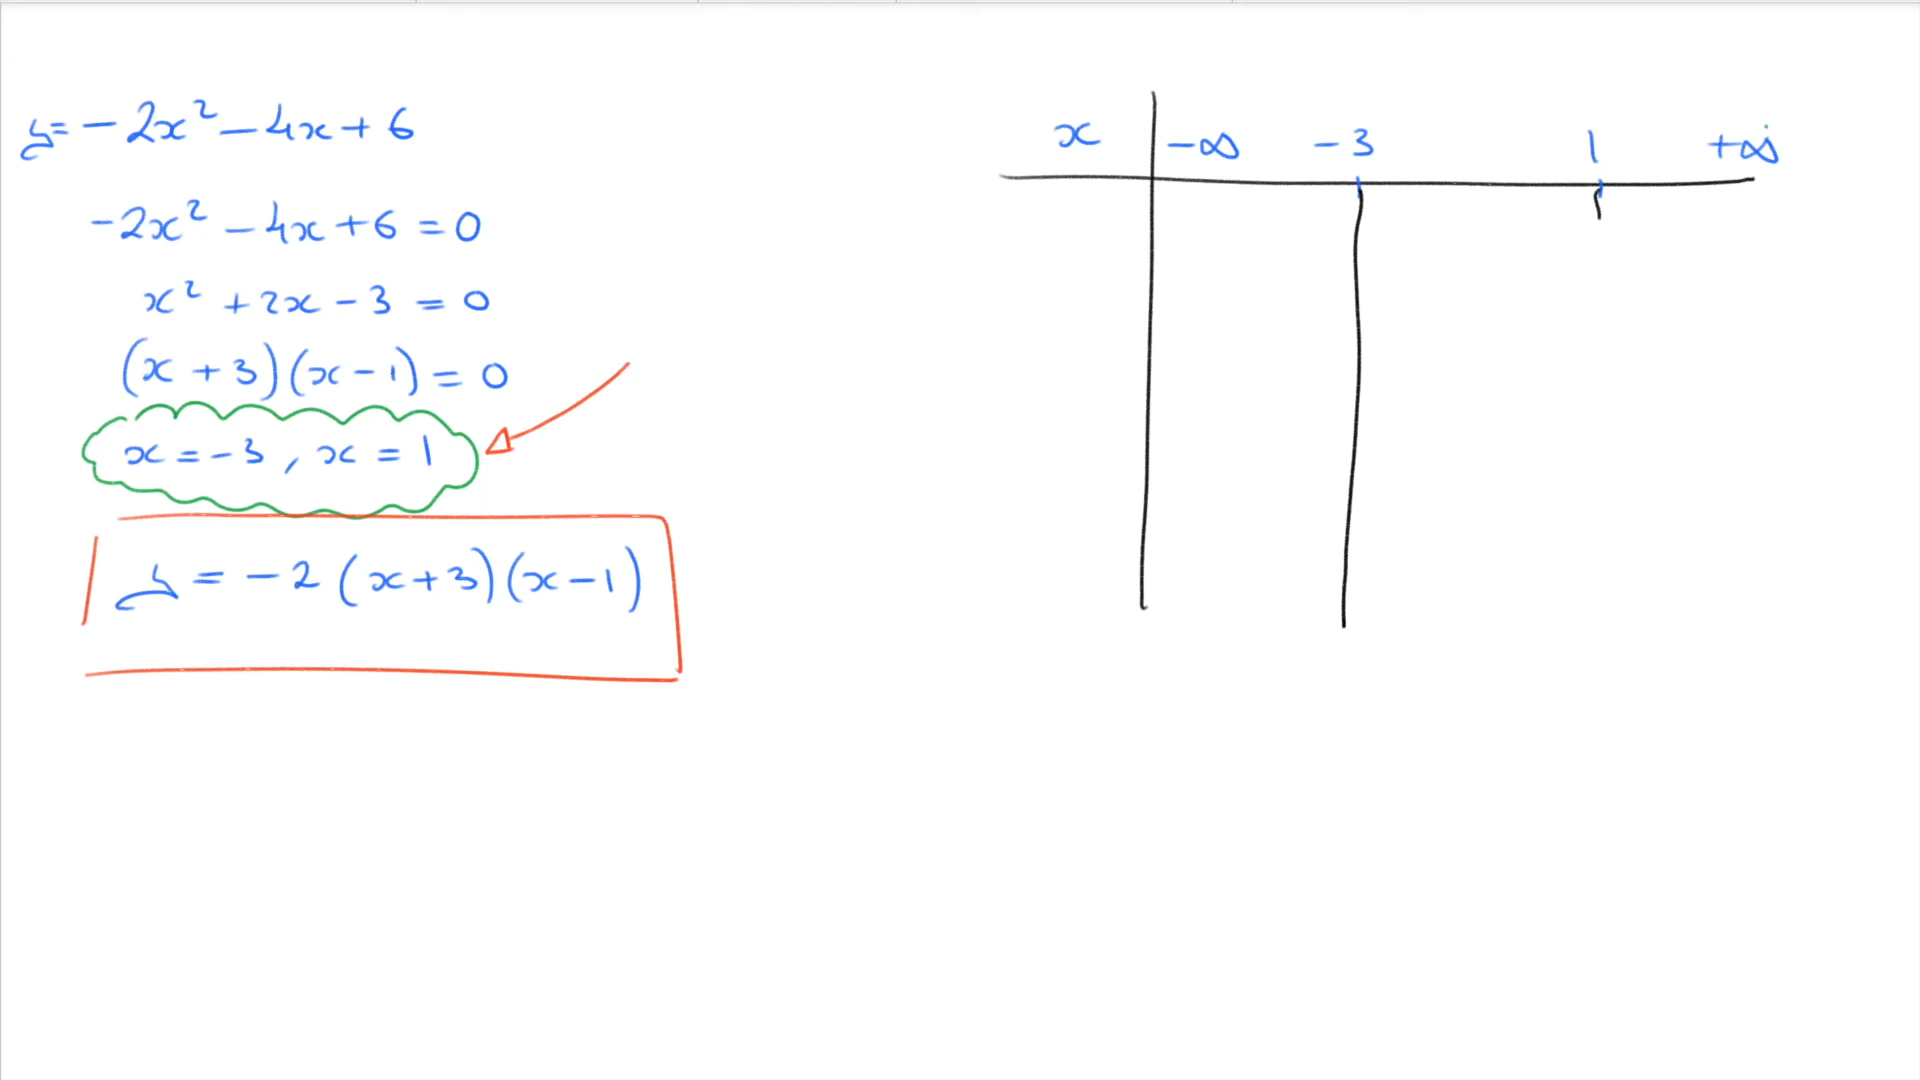 y = -2x² - 4x + 6
-2x² - 4x + 6 = 0
x² + 2x - 3 = 0
(x + 3)(x - 1) = 0
x = -3 , x = 1
y = -2 (x+3)(x-1)
x -∞ -3 1 +∞